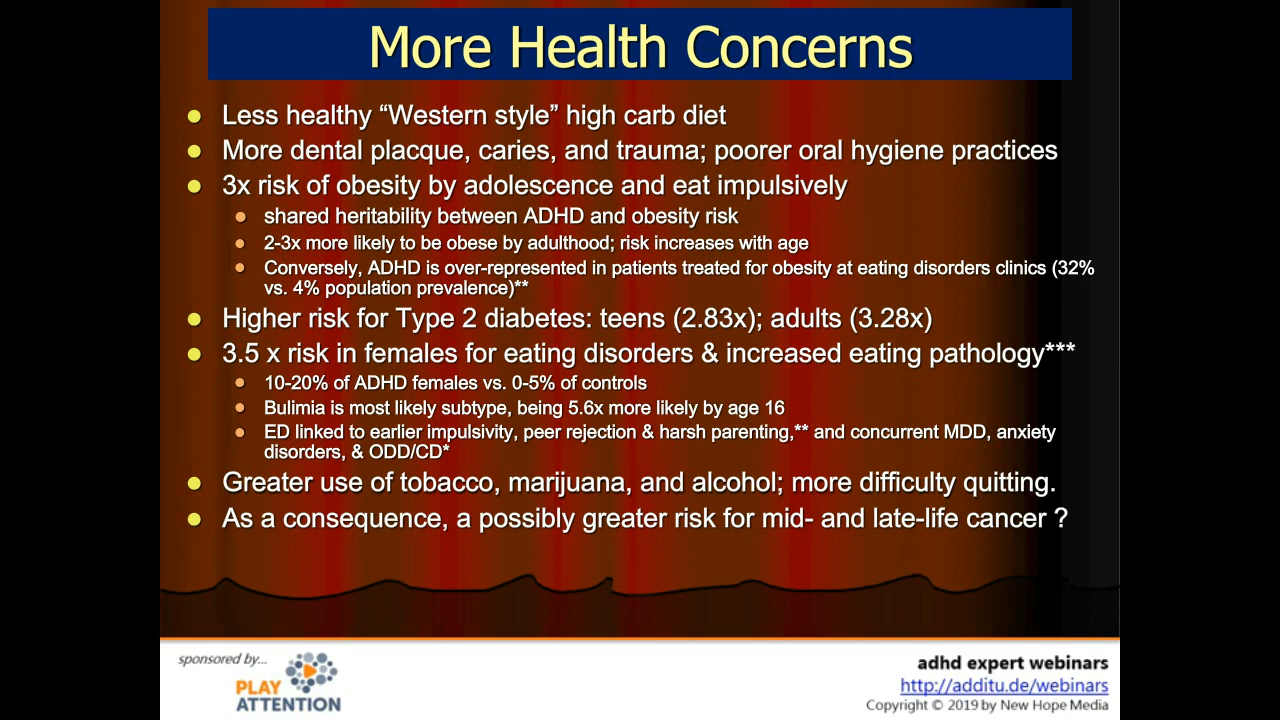 More Health Concerns
Less healthy “Western style” high carb diet
More dental placque, caries, and trauma; poorer oral hygiene practices
3x risk of obesity by adolescence and eat impulsively
shared heritability between ADHD and obesity risk
2-3x more likely to be obese by adulthood; risk increases with age
Conversely, ADHD is over-represented in patients treated for obesity at eating disorders clinics (32%
vs. 4% population prevalence)**
Higher risk for Type 2 diabetes: teens (2.83x); adults (3.28x)
3.5 x risk in females for eating disorders & increased eating pathology***
10-20% of ADHD females vs. 0-5% of controls
Bulimia is most likely subtype, being 5.6x more likely by age 16
ED linked to earlier impulsivity, peer rejection & harsh parenting,** and concurrent MDD, anxiety
disorders, & ODD/CD*
Greater use of tobacco, marijuana, and alcohol; more difficulty quitting.
As a consequence, a possibly greater risk for mid- and late-life cancer ?
sponsored by...
PLAY
ATTENTION
adhd expert webinars
http://additu.de/webinars
Copyright © 2019 by New Hope Media